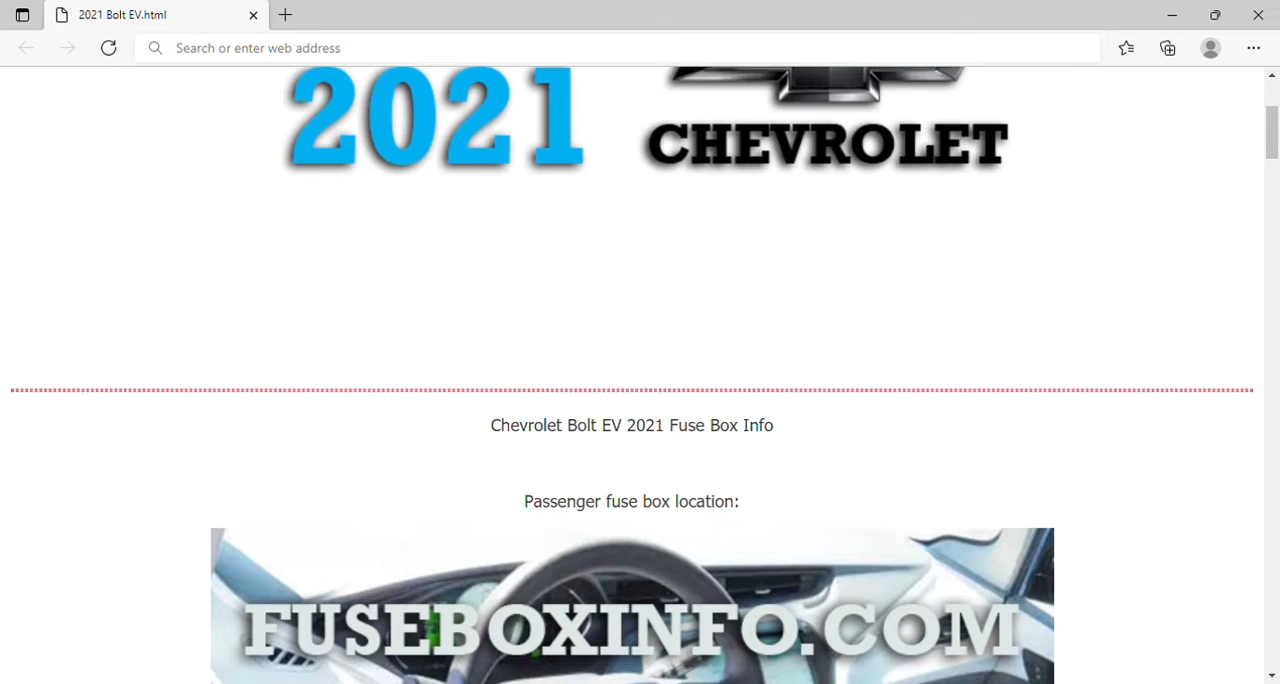 2021 Bolt EV.html
Search or enter web address
2021
CHEVROLET
Chevrolet Bolt EV 2021 Fuse Box Info
Passenger fuse box location:
FUSEBOXINFO.COM